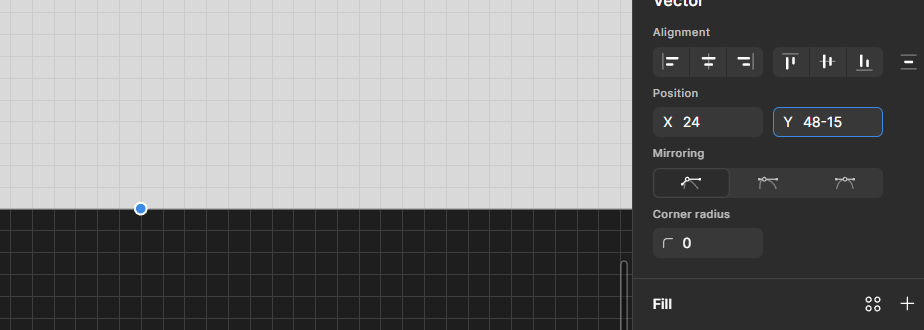 Vector
Alignment
Position
X 24 Y 48-15
Mirroring
Corner radius
0
Fill